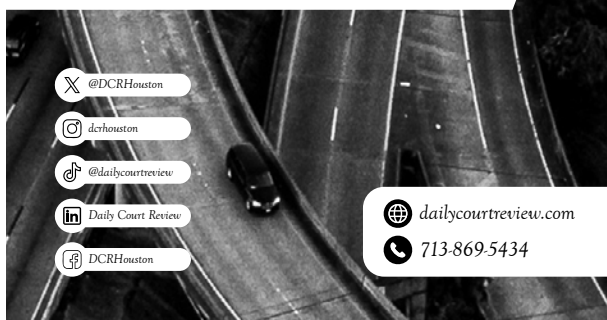 @DCRHouston
dcrhouston
@dailycourtreview
Daily Court Review
DCRHouston
dailycourtreview.com
713-869-5434